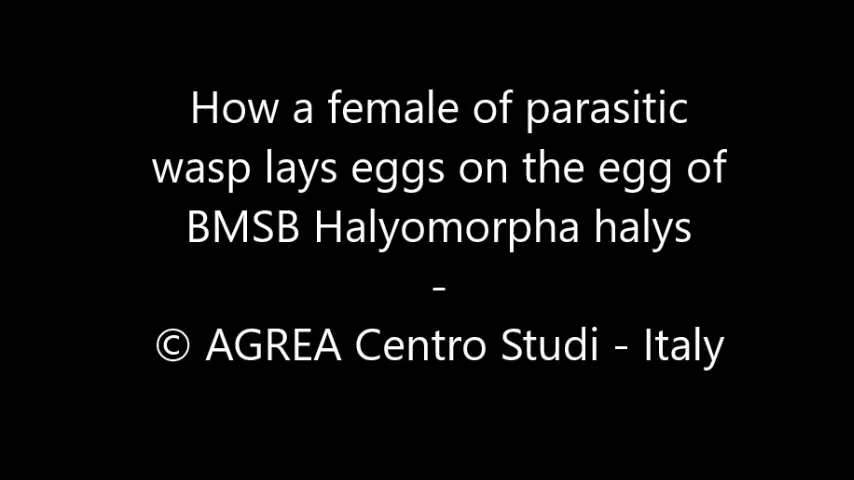 How a female of parasitic
wasp lays eggs on the egg of
BMSB Halyomorpha halys
-
© AGREA Centro Studi - Italy